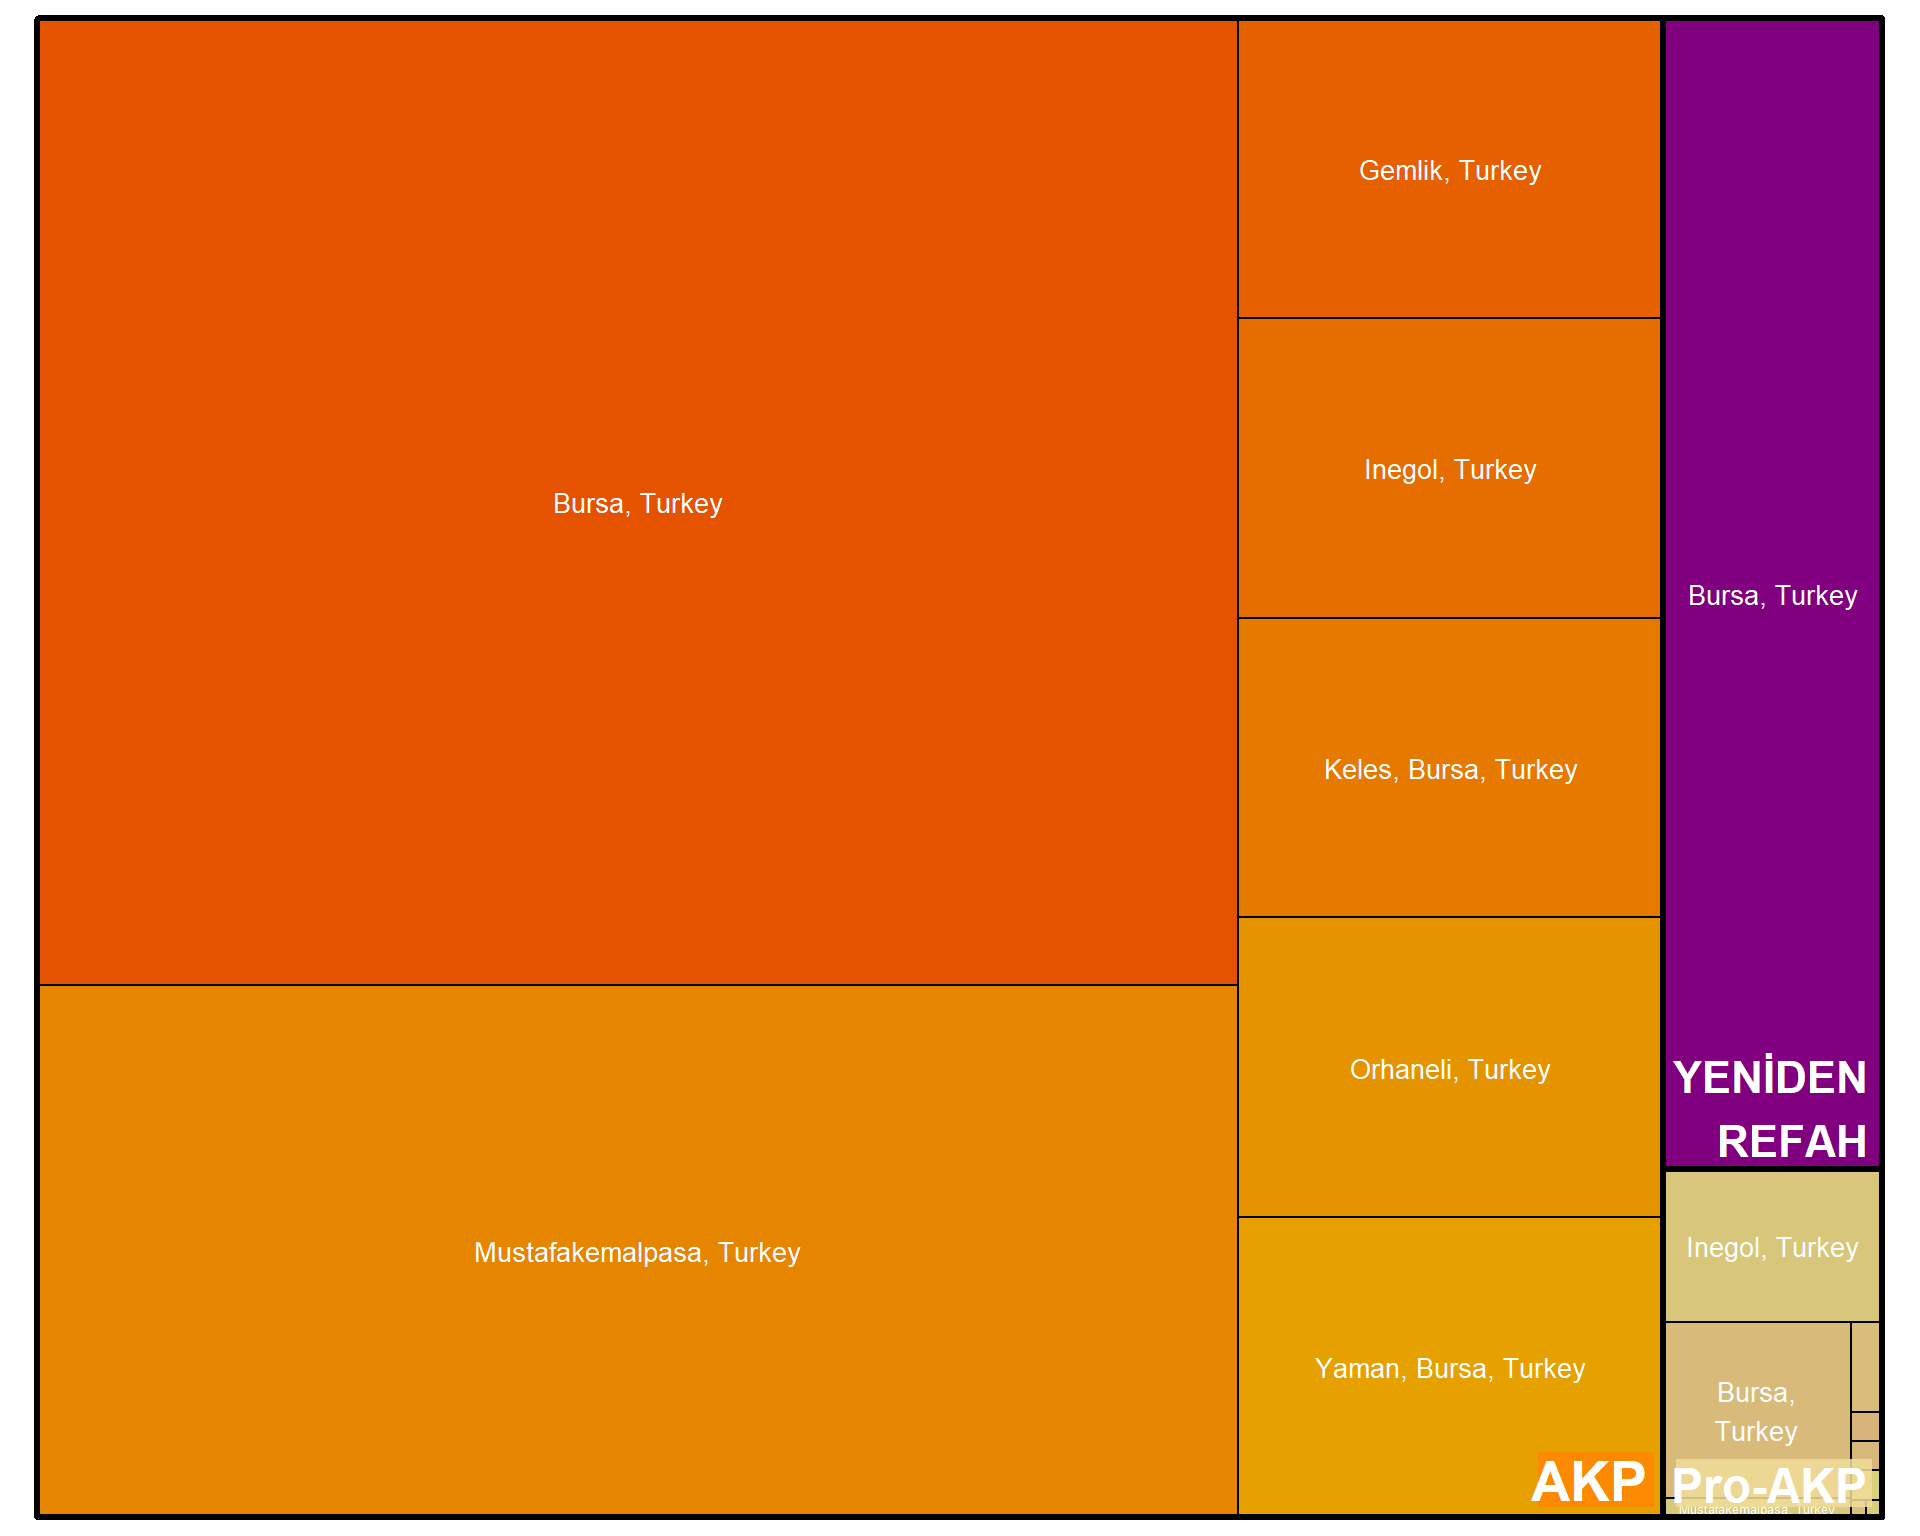 Bursa, Turkey
Mustafakemalpasa, Turkey
Gemlik, Turkey
Inegol, Turkey
Keles, Bursa, Turkey
Orhaneli, Turkey
Yaman, Bursa, Turkey
AKP
Bursa, Turkey
YENİDEN
REFAH
Inegol, Turkey
Bursa,
Turkey
Pro-AKP
Mustafakemalpasa, Turkey